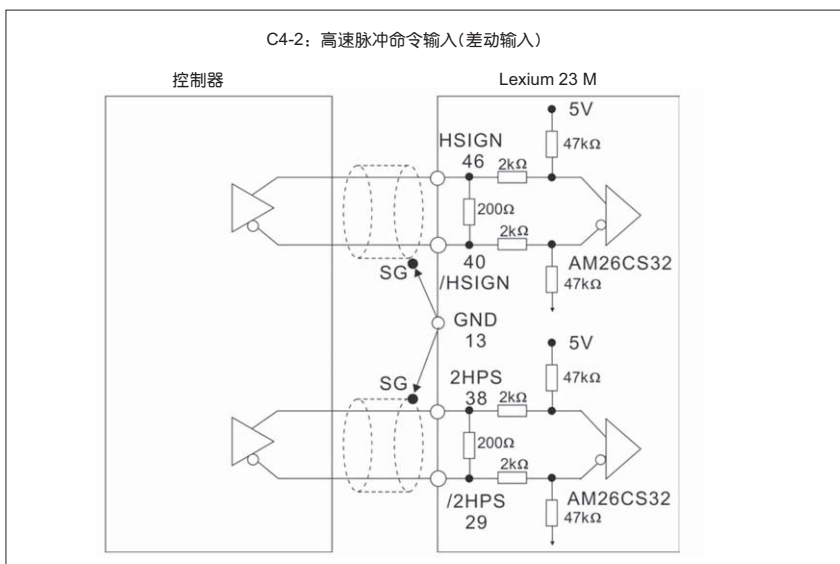 C4-2：高速脉冲命令输入(差动输入)
控制器
Lexium 23 M
5V
47kΩ
HSIGN
46
2kΩ
200Ω
2kΩ
40
/HSIGN
AM26CS32
47kΩ
SG
GND
13
5V
47kΩ
SG
2HPS
38
2kΩ
200Ω
2kΩ
/2HPS
29
AM26CS32
47kΩ